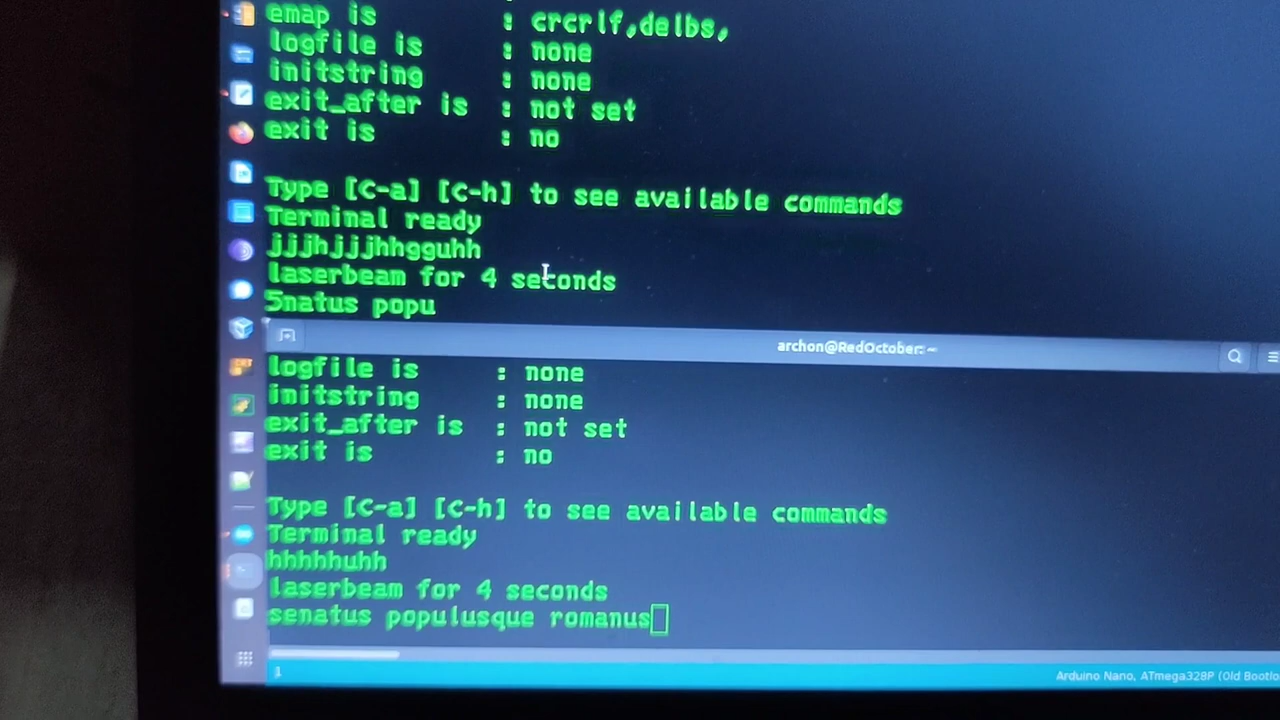 emap is : crcrlf,delbs,
logfile is : none
initstring : none
exit_after is : not set
exit is : no
Type [C-a] [C-h] to see available commands
Terminal ready
jjjhjjjhhgguhh
laserbeam for 4 seconds
5natus popu
archon@RedOctober: ~
logfile is : none
initstring : none
exit_after is : not set
exit is : no
Type [C-a] [C-h] to see available commands
Terminal ready
hhhhhuhh
laserbeam for 4 seconds
senatus populusque romanus
1
Arduino Nano, ATmega328P (Old Bootlo